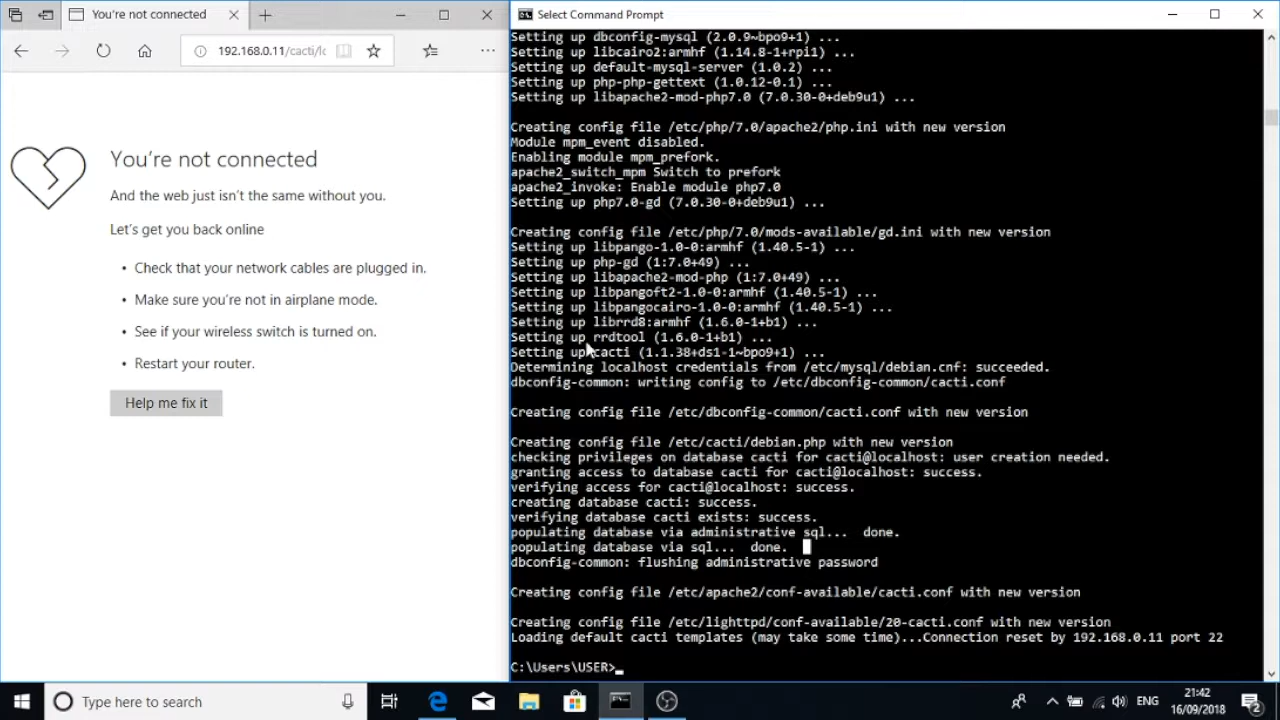 You're not connected
Select Command Prompt
192.168.0.11/cacti/lo
You're not connected
And the web just isn't the same without you.
Let's get you back online
• Check that your network cables are plugged in.
• Make sure you're not in airplane mode.
• See if your wireless switch is turned on.
• Restart your router.
Help me fix it
Setting up dbconfig-mysql (2.0.9~bpo9+1) ...
Setting up libcairo2:armhf (1.14.8-1+rpi1) ...
Setting up default-mysql-server (1.0.2) ...
Setting up php-php-gettext (1.0.12-0.1) ...
Setting up libapache2-mod-php7.0 (7.0.30-0+deb9u1) ...
Creating config file /etc/php/7.0/apache2/php.ini with new version
Module mpm_event disabled.
Enabling module mpm_prefork.
apache2_switch_mpm Switch to prefork
apache2_invoke: Enable module php7.0
Setting up php7.0-gd (7.0.30-0+deb9u1) ...
Creating config file /etc/php/7.0/mods-available/gd.ini with new version
Setting up libpango-1.0-0:armhf (1.40.5-1) ...
Setting up php-gd (1:7.0+49) ...
Setting up libapache2-mod-php (1:7.0+49) ...
Setting up libpangoft2-1.0-0:armhf (1.40.5-1) ...
Setting up libpangocairo-1.0-0:armhf (1.40.5-1) ...
Setting up librrd8:armhf (1.6.0-1+b1) ...
Setting up rrdtool (1.6.0-1+b1) ...
Setting up cacti (1.1.38+ds1-1~bpo9+1) ...
Determining localhost credentials from /etc/mysql/debian.cnf: succeeded.
dbconfig-common: writing config to /etc/dbconfig-common/cacti.conf
Creating config file /etc/dbconfig-common/cacti.conf with new version
Creating config file /etc/cacti/debian.php with new version
checking privileges on database cacti for cacti@localhost: user creation needed.
granting access to database cacti for cacti@localhost: success.
verifying access for cacti@localhost: success.
creating database cacti: success.
verifying database cacti exists: success.
populating database via administrative sql...  done.
populating database via sql...  done.
dbconfig-common: flushing administrative password
Creating config file /etc/apache2/conf-available/cacti.conf with new version
Creating config file /etc/lighttpd/conf-available/20-cacti.conf with new version
Loading default cacti templates (may take some time)...Connection reset by 192.168.0.11 port 22
C:\Users\USER>
Type here to search
ENG
21:42
16/09/2018
2